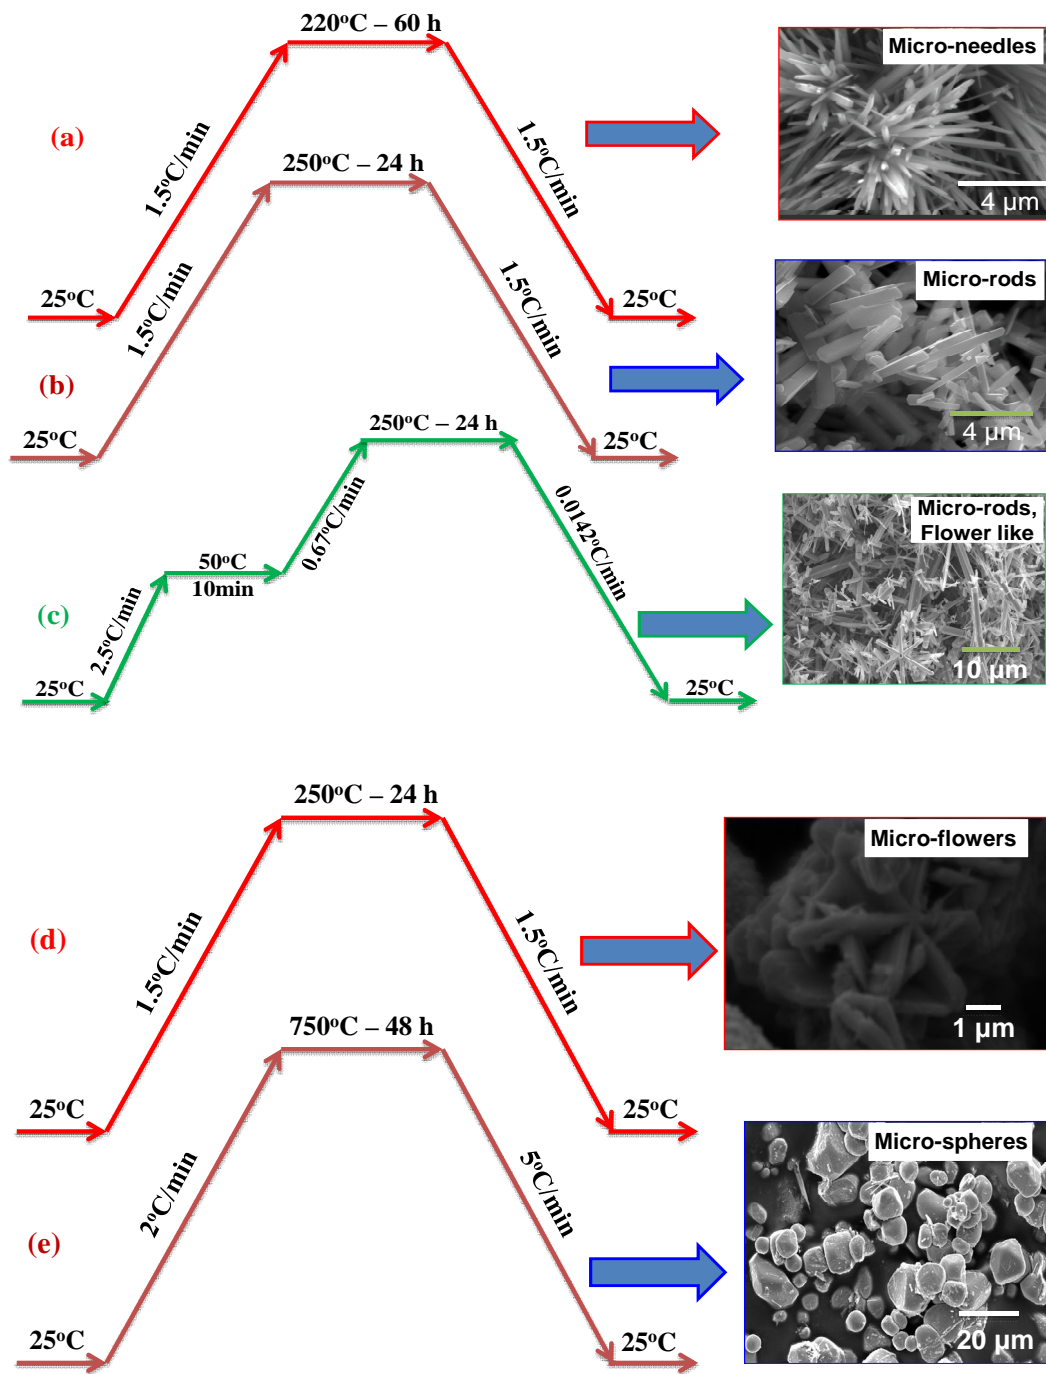 220°C – 60 h
Micro-needles
(a)
1.5°C/min
1.5°C/min
250°C – 24 h
4 µm
25°C
25°C
Micro-rods
1.5°C/min
1.5°C/min
(b)
4 µm
25°C
25°C
250°C – 24 h
Micro-rods,
Flower like
0.67°C/min
0.0142°C/min
50°C
10min
(c)
2.5°C/min
10 µm
25°C
25°C
250°C – 24 h
Micro-flowers
(d)
1.5°C/min
1.5°C/min
1 µm
750°C – 48 h
25°C
25°C
Micro-spheres
2°C/min
5°C/min
(e)
20 µm
25°C
25°C